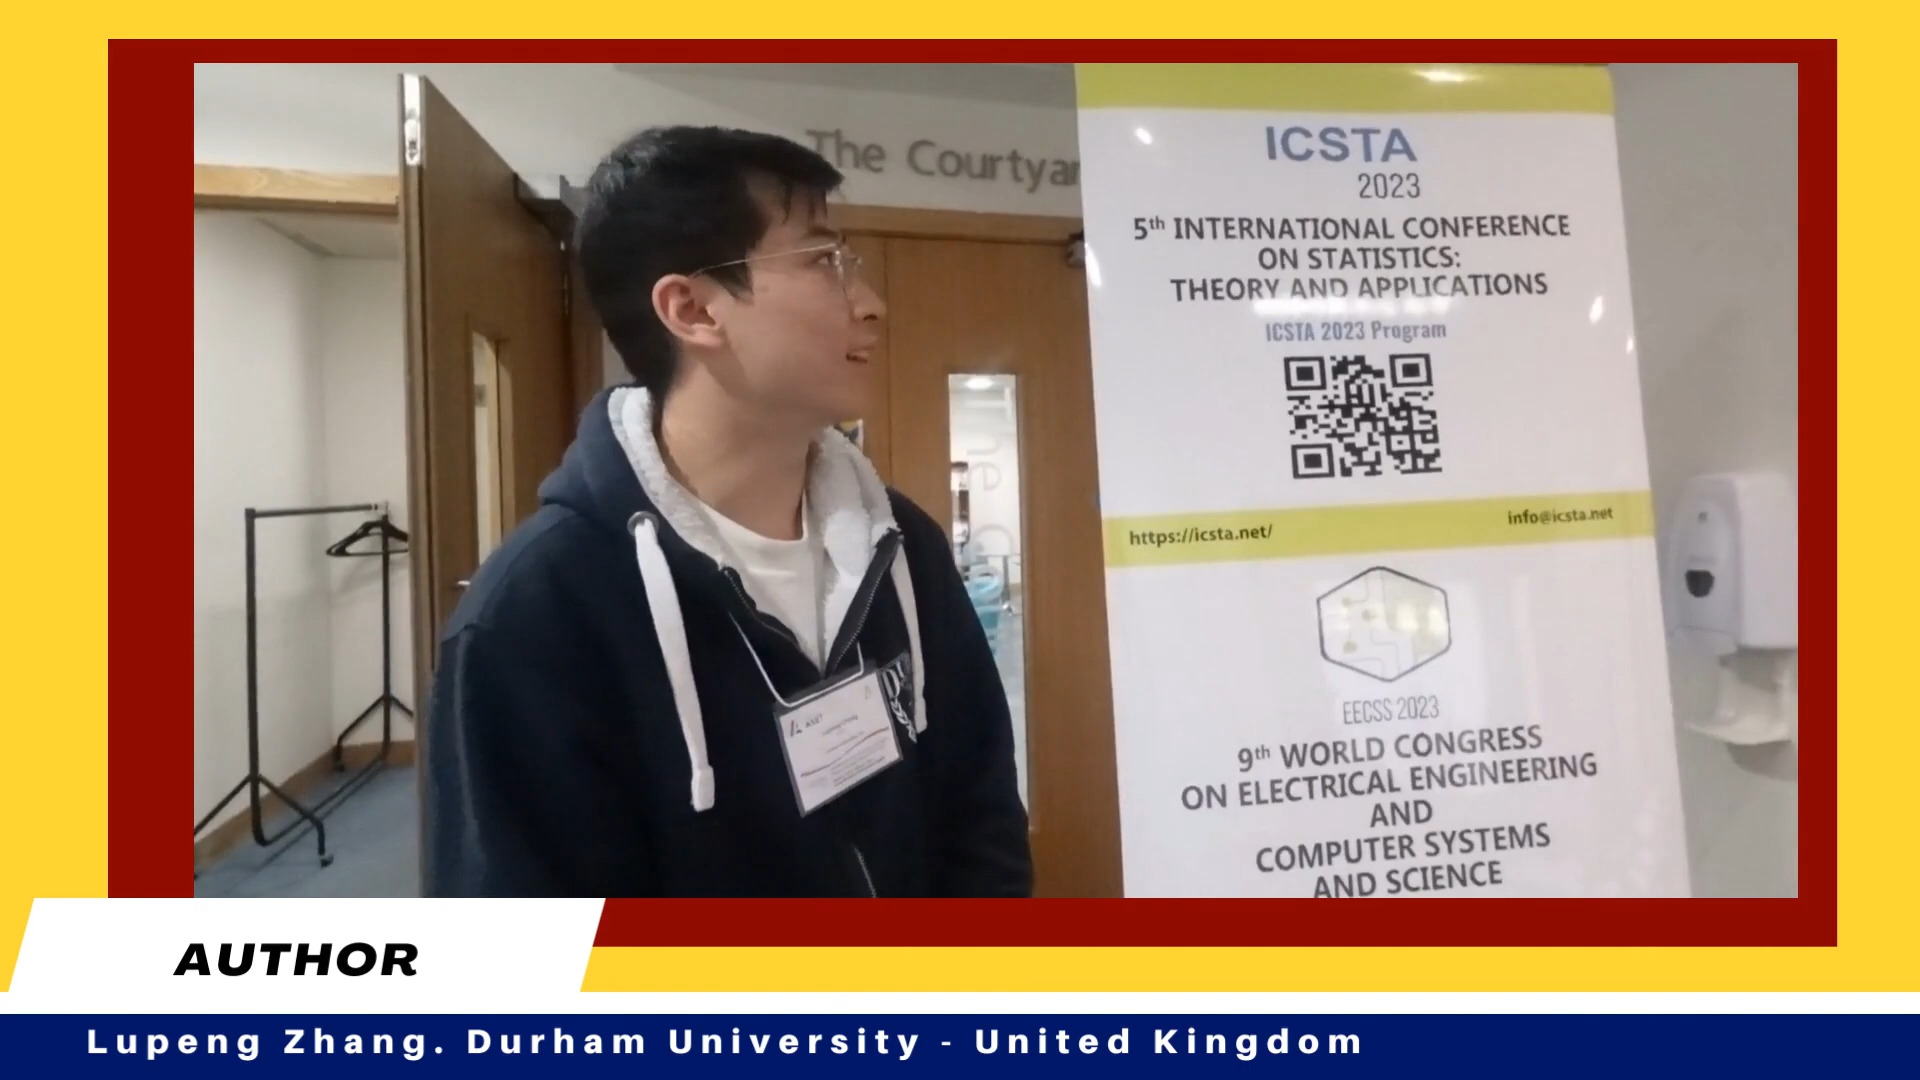 The Courtyar
ICSTA
2023
5th INTERNATIONAL CONFERENCE
ON STATISTICS:
THEORY AND APPLICATIONS
ICSTA 2023 Program
https://icsta.net/
info@icsta.net
EECSS 2023
9th WORLD CONGRESS
ON ELECTRICAL ENGINEERING
AND
COMPUTER SYSTEMS
AND SCIENCE
AUTHOR
Lupeng Zhang. Durham University - United Kingdom